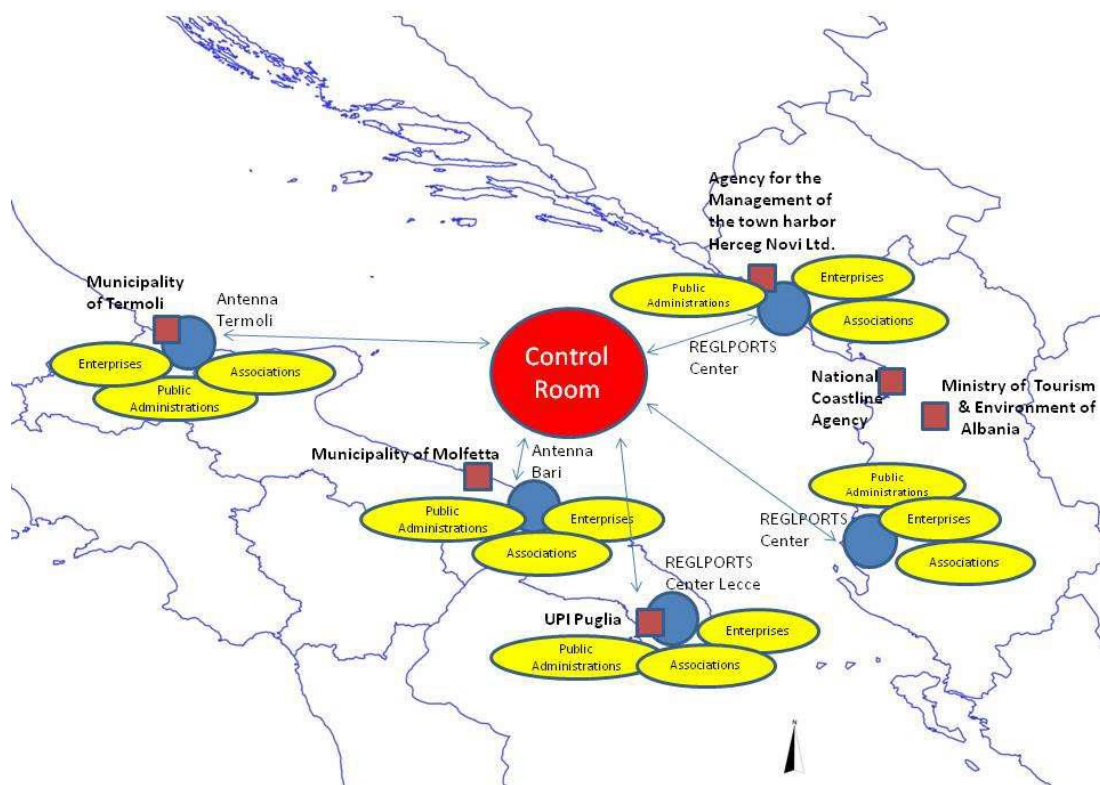 Agency for the
Management of
the town harbor
Herceg Novi Ltd.
Enterprises
Public
Administrations
Associations
REGLPORTS
Center
Municipality
of Termoli
Antenna
Termoli
Enterprises
Associations
Public
Administrations
Control
Room
National
Coastline
Agency
Ministry of Tourism
& Environment of
Albania
Municipality of Molfetta
Antenna
Bari
Public
Administrations
Enterprises
Associations
Public
Administrations
REGLPORTS
Center
Enterprises
Associations
REGLPORTS
Center Lecce
UPI Puglia
Enterprises
Public
Administrations
Associations
N